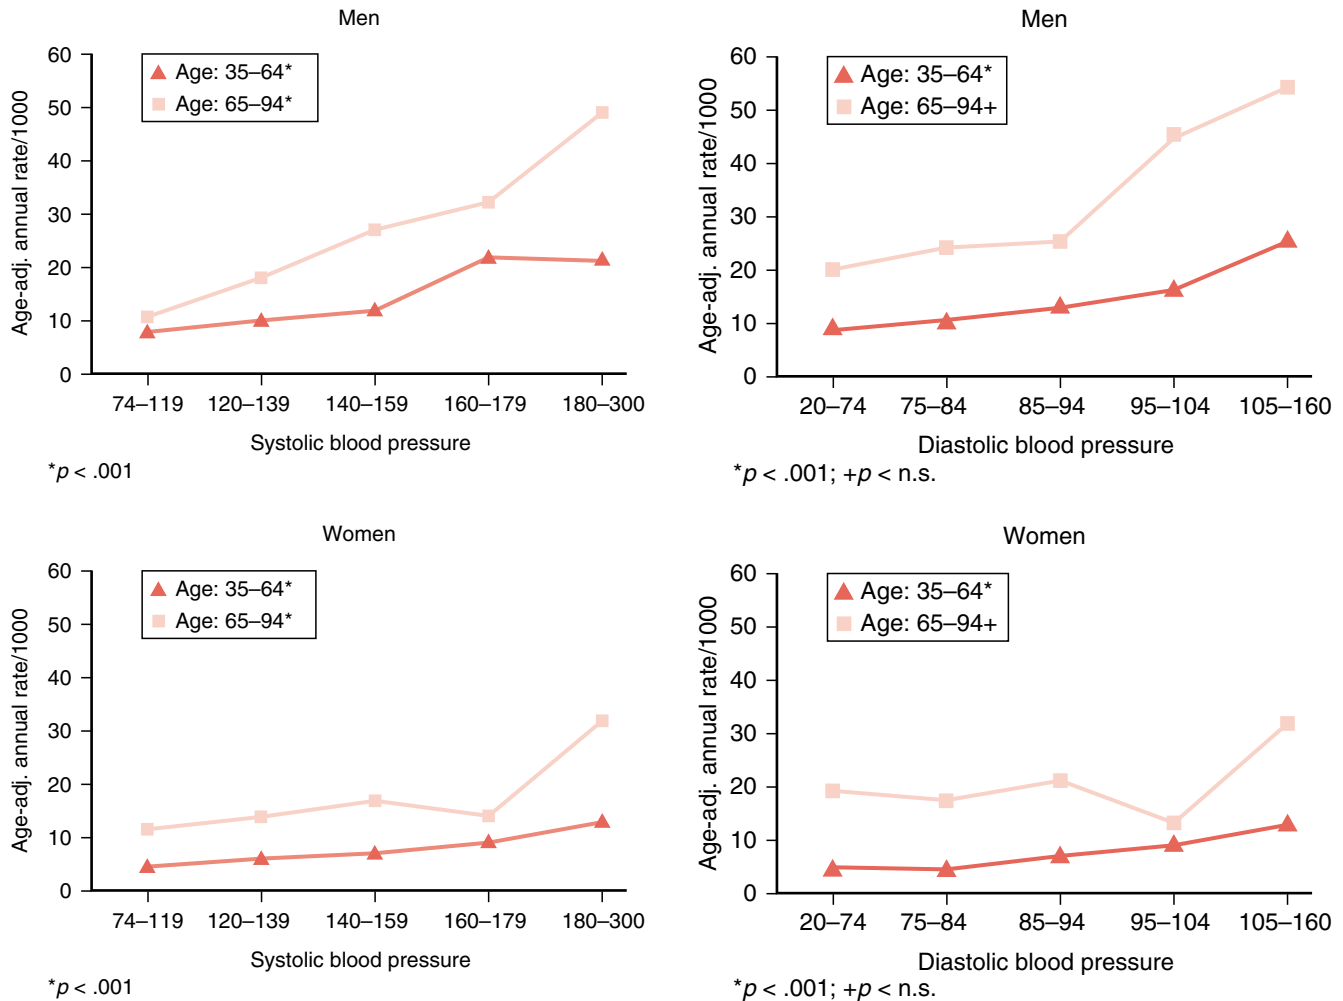 Men
Age-adj. annual rate/1000
60
50
40
30
20
10
0
Age: 35–64*
Age: 65–94*
74–119 120–139 140–159 160–179 180–300
Systolic blood pressure
*p < .001
Men
Age-adj. annual rate/1000
60
50
40
30
20
10
0
Age: 35–64*
Age: 65–94+
20–74 75–84 85–94 95–104 105–160
Diastolic blood pressure
*p < .001; +p < n.s.
Women
Age-adj. annual rate/1000
60
50
40
30
20
10
0
Age: 35–64*
Age: 65–94*
74–119 120–139 140–159 160–179 180–300
Systolic blood pressure
*p < .001
Women
Age-adj. annual rate/1000
60
50
40
30
20
10
0
Age: 35–64*
Age: 65–94+
20–74 75–84 85–94 95–104 105–160
Diastolic blood pressure
*p < .001; +p < n.s.